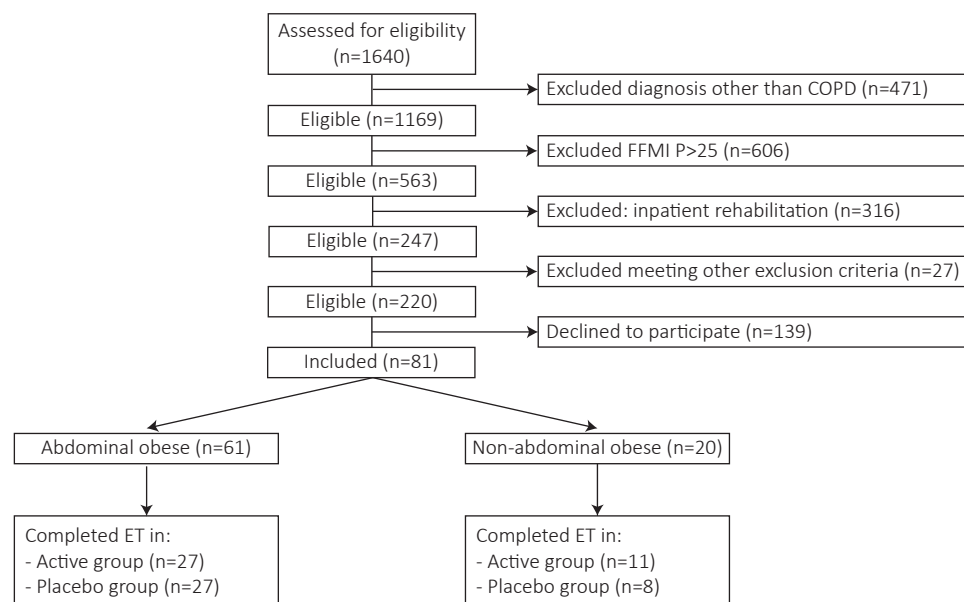 Assessed for eligibility
(n=1640)
Excluded diagnosis other than COPD (n=471)
Eligible (n=1169)
Excluded FFMI P>25 (n=606)
Eligible (n=563)
Excluded: inpatient rehabilitation (n=316)
Eligible (n=247)
Excluded meeting other exclusion criteria (n=27)
Eligible (n=220)
Declined to participate (n=139)
Included (n=81)
Abdominal obese (n=61)
Non-abdominal obese (n=20)
Completed ET in:
- Active group (n=27)
- Placebo group (n=27)
Completed ET in:
- Active group (n=11)
- Placebo group (n=8)